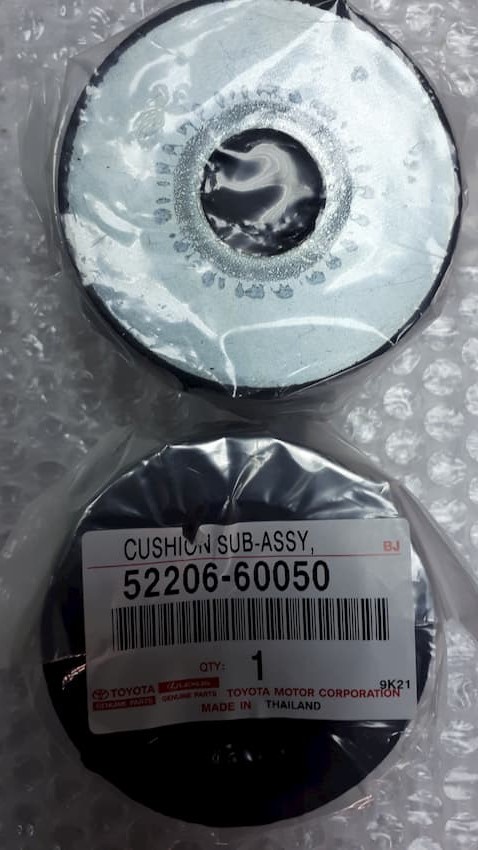 CUSHION SUB-ASSY,
BJ
52206-60050
QTY: 1
9K21
TOYOTA LEXUS TOYOTA MOTOR CORPORATION
GENUINE PARTS GENUINE PARTS
MADE IN THAILAND